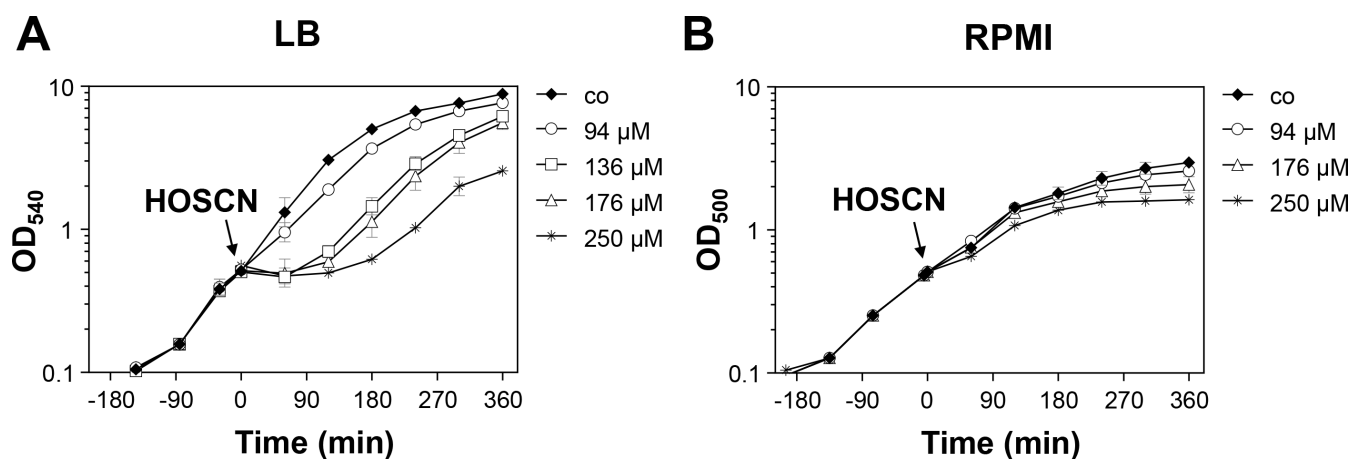 A
LB
10
1
0.1
OD540
HOSCN
-180 -90 0 90 180 270 360
Time (min)
co
94 µM
136 µM
176 µM
250 µM
B
RPMI
10
1
0.1
OD500
HOSCN
-180 -90 0 90 180 270 360
Time (min)
co
94 µM
176 µM
250 µM